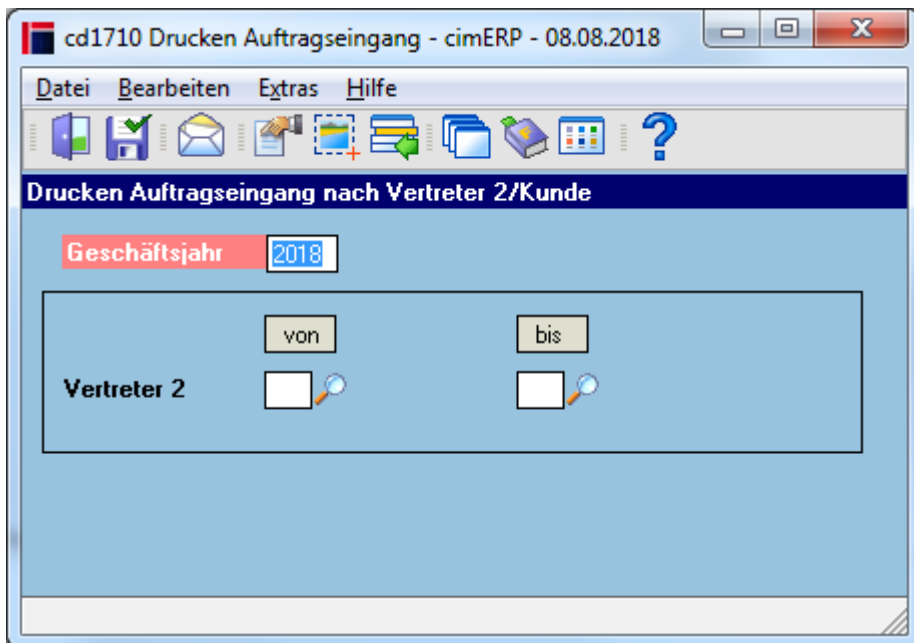 cd1710 Drucken Auftragseingang - cimERP - 08.08.2018
Datei Bearbeiten Extras Hilfe
Drucken Auftragseingang nach Vertreter 2/Kunde
Geschäftsjahr 2018
von bis
Vertreter 2